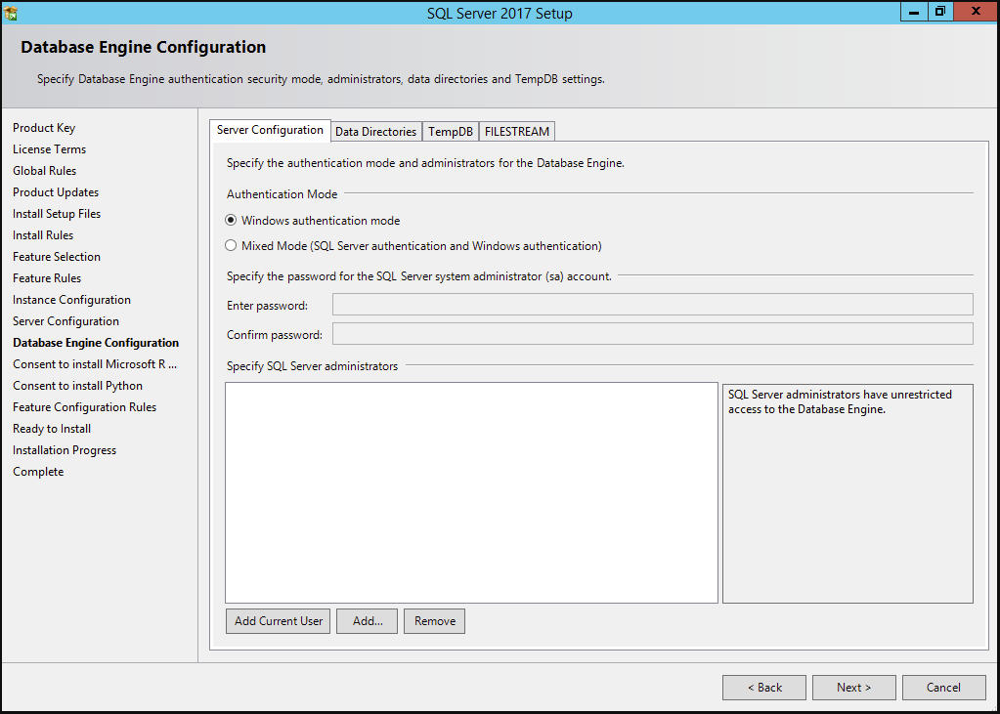 SQL Server 2017 Setup
Database Engine Configuration
Specify Database Engine authentication security mode, administrators, data directories and TempDB settings.
Product Key
License Terms
Global Rules
Product Updates
Install Setup Files
Install Rules
Feature Selection
Feature Rules
Instance Configuration
Server Configuration
Database Engine Configuration
Consent to install Microsoft R ...
Consent to install Python
Feature Configuration Rules
Ready to Install
Installation Progress
Complete
Server Configuration Data Directories TempDB FILESTREAM
Specify the authentication mode and administrators for the Database Engine.
Authentication Mode
Windows authentication mode
Mixed Mode (SQL Server authentication and Windows authentication)
Specify the password for the SQL Server system administrator (sa) account.
Enter password:
Confirm password:
Specify SQL Server administrators
SQL Server administrators have unrestricted
access to the Database Engine.
Add Current User Add... Remove
< Back Next > Cancel